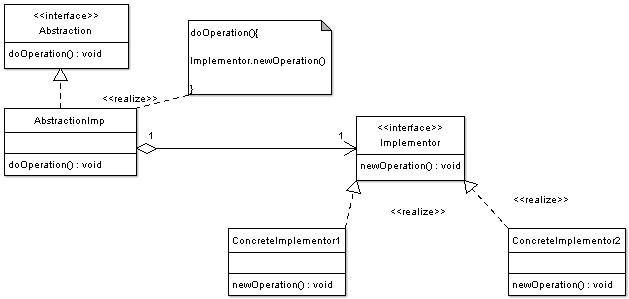 <<interface>>
Abstraction
doOperation() : void
doOperation(){
Implementor.newOperation()
}
<<realize>>
AbstractionImp
doOperation() : void
1
1
<<interface>>
Implementor
newOperation() : void
<<realize>>
<<realize>>
ConcreteImplementor1
newOperation() : void
ConcreteImplementor2
newOperation() : void